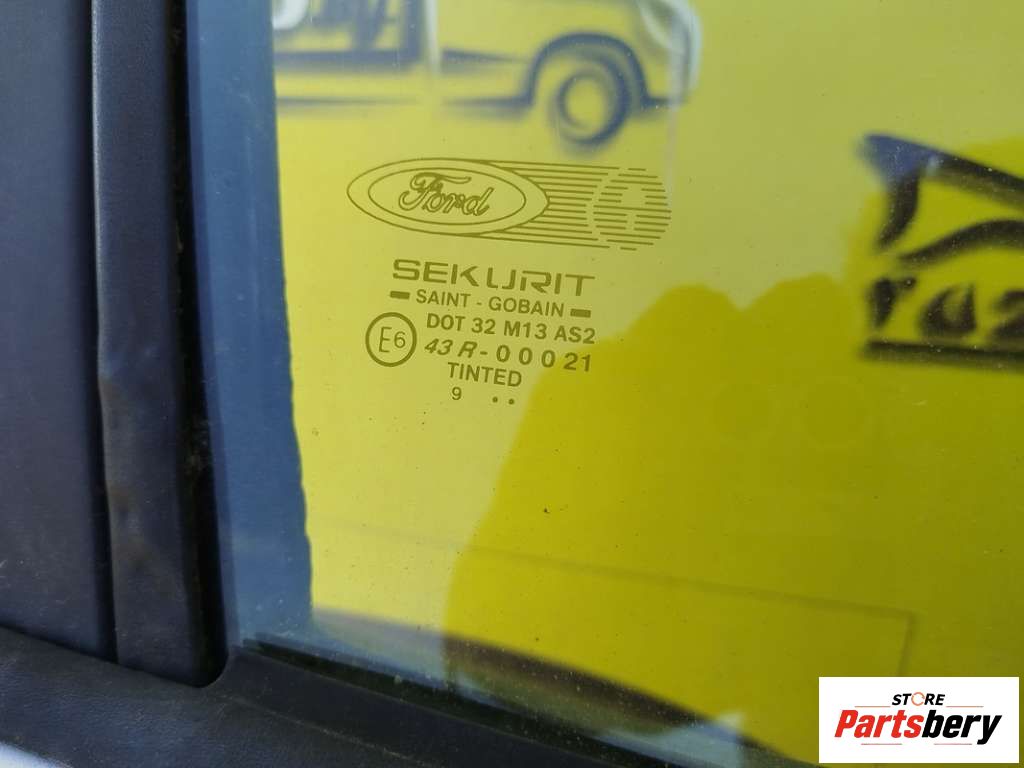 Ford
SEKURIT
SAINT - GOBAIN
DOT 32 M13 AS2
E6
43 R - 0 0 0 21
TINTED
9 . .
STORE
Partsbery